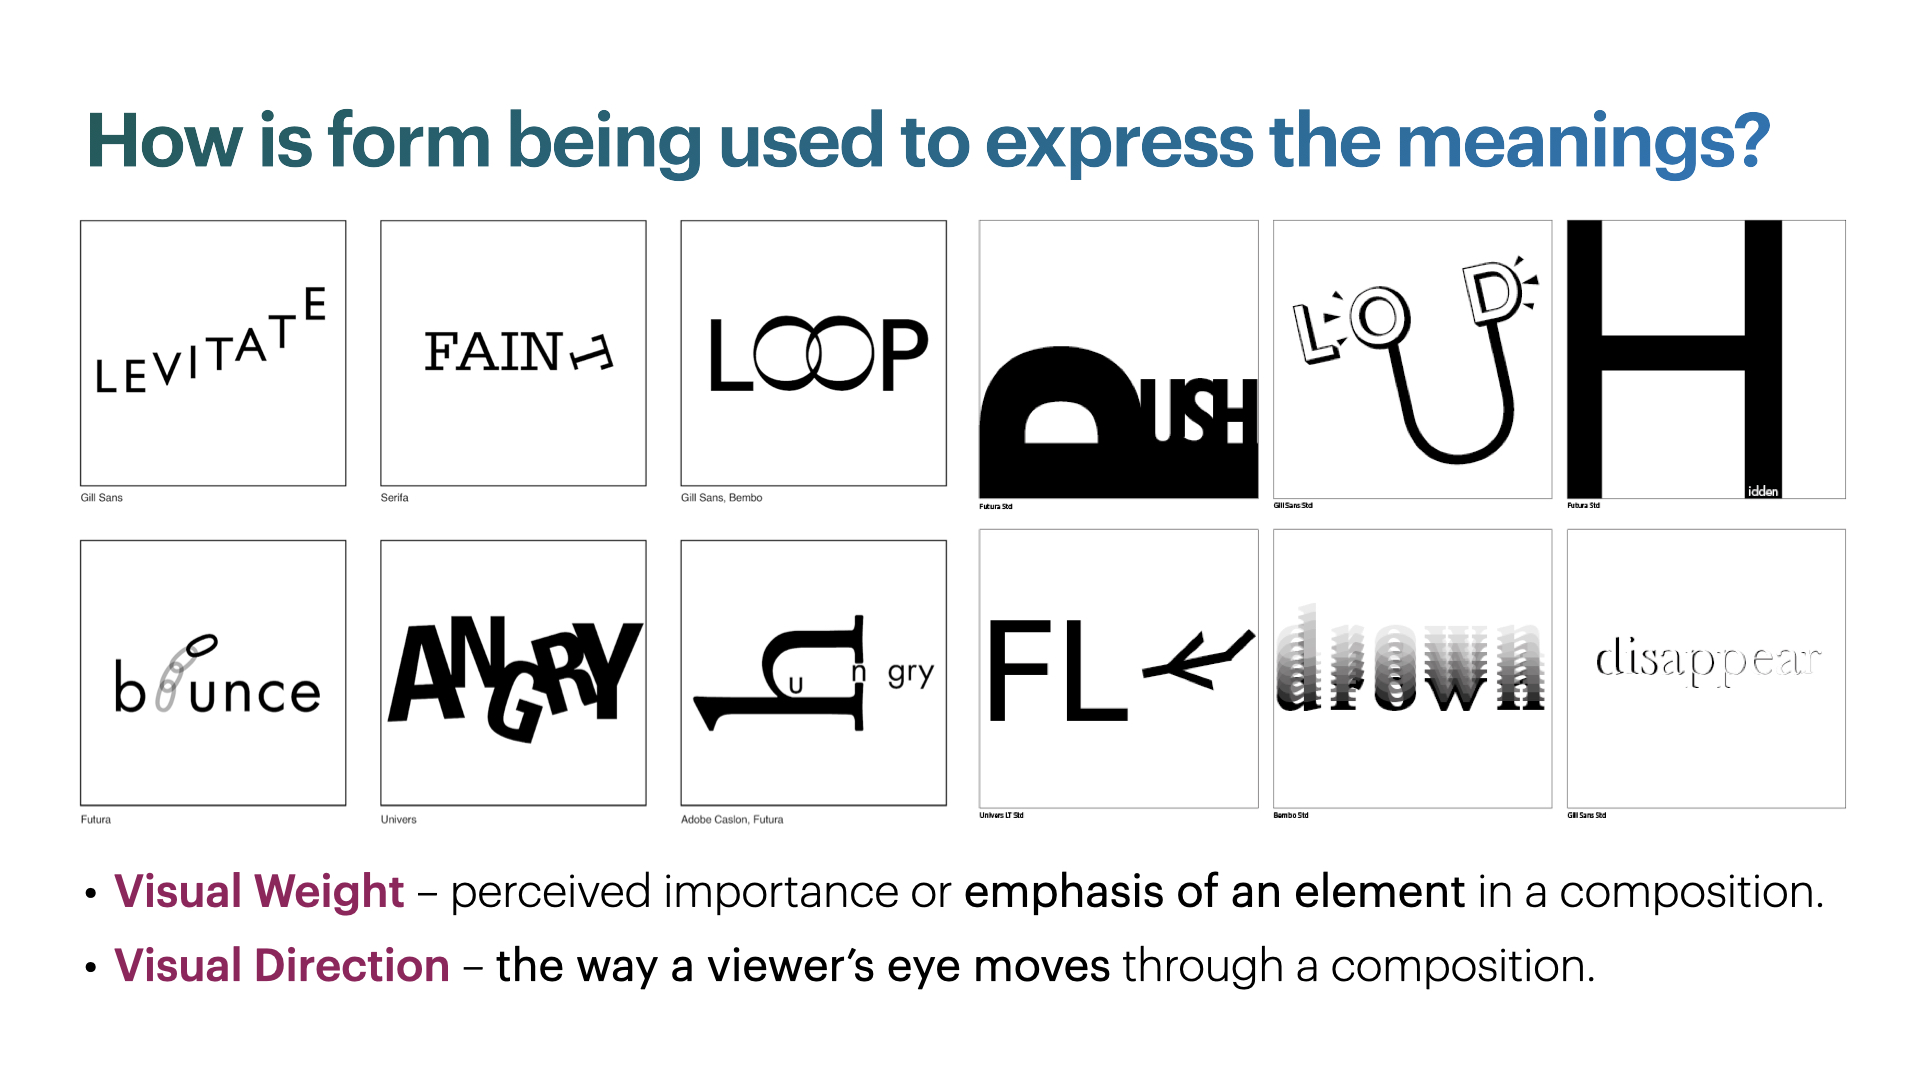 How is form being used to express the meanings?
LEVITATE
FAINT
LOOP
PUSH
LOUD
Hidden
Gill Sans
Serifa
Gill Sans, Bembo
Futura Std
Gill Sans Std
Futura Std
bounce
ANGRY
hungry
FLY
drown
disappear
Futura
Univers
Adobe Caslon, Futura
Univers LT Std
Bembo Std
Gill Sans Std
• Visual Weight – perceived importance or emphasis of an element in a composition.
• Visual Direction – the way a viewer’s eye moves through a composition.